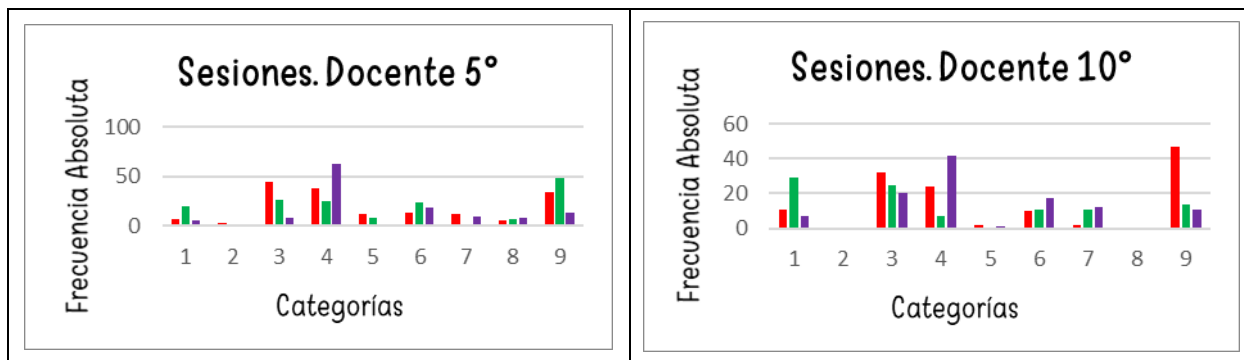 Sesiones. Docente 5°
Frecuencia Absoluta
100
50
0
1 2 3 4 5 6 7 8 9
Categorías
Sesiones. Docente 10°
Frecuencia Absoluta
60
40
20
0
1 2 3 4 5 6 7 8 9
Categorías